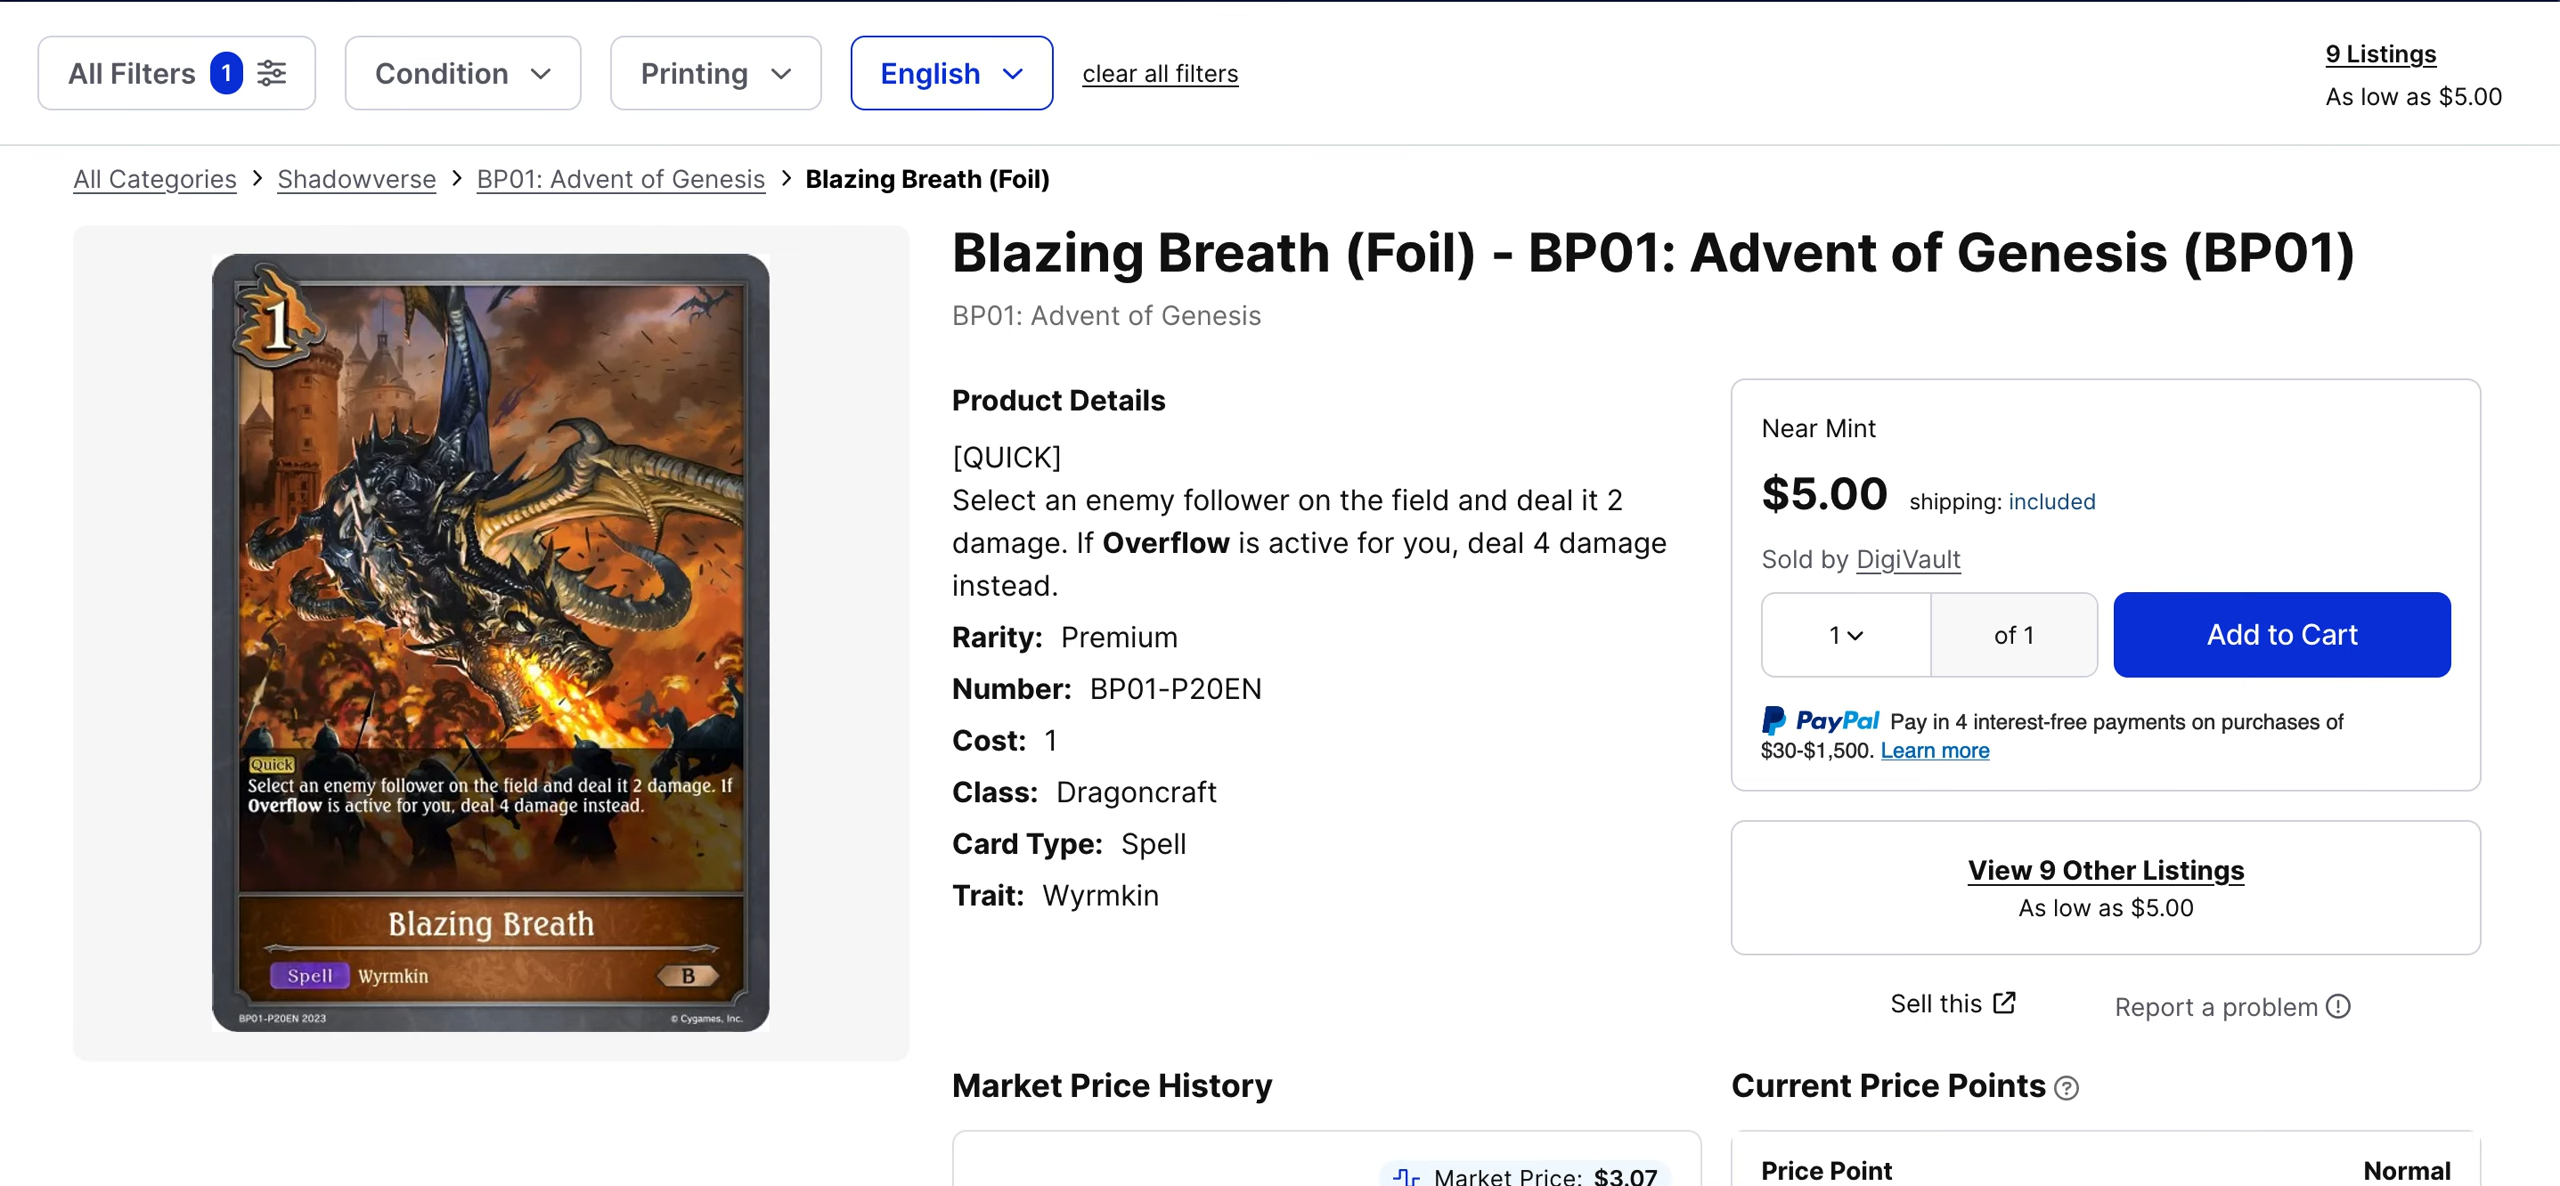 All Filters 1
Condition
Printing
English
clear all filters
9 Listings
As low as $5.00
All Categories > Shadowverse > BP01: Advent of Genesis > Blazing Breath (Foil)
1
Quick
Select an enemy follower on the field and deal it 2 damage. If
Overflow is active for you, deal 4 damage instead.
Blazing Breath
Spell Wyrmkin B
BP01-P20EN 2023 © Cygames, Inc.
Blazing Breath (Foil) - BP01: Advent of Genesis (BP01)
BP01: Advent of Genesis
Product Details
[QUICK]
Select an enemy follower on the field and deal it 2
damage. If Overflow is active for you, deal 4 damage
instead.
Rarity: Premium
Number: BP01-P20EN
Cost: 1
Class: Dragoncraft
Card Type: Spell
Trait: Wyrmkin
Near Mint
$5.00 shipping: included
Sold by DigiVault
1 of 1 Add to Cart
PayPal Pay in 4 interest-free payments on purchases of
$30-$1,500. Learn more
View 9 Other Listings
As low as $5.00
Sell this
Report a problem
Market Price History
Market Price: $3.07
Current Price Points
Price Point Normal